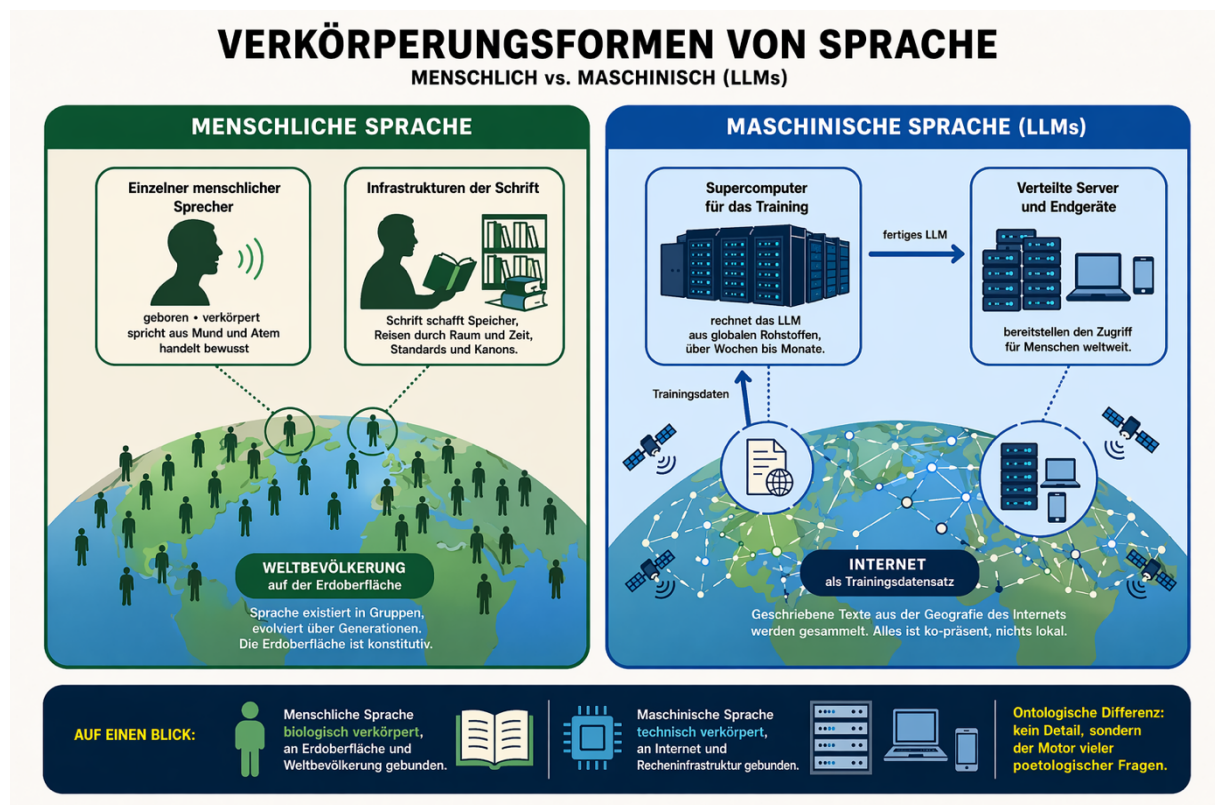 VERKÖRPERUNGSFORMEN VON SPRACHE
MENSCHLICH vs. MASCHINISCH (LLMs)
MENSCHLICHE SPRACHE
Einzelner menschlicher
Sprecher
geboren • verkörpert
spricht aus Mund und Atem
handelt bewusst
Infrastrukturen der Schrift
Schrift schafft Speicher,
Reisen durch Raum und Zeit,
Standards und Kanons.
WELTBEVÖLKERUNG
auf der Erdoberfläche
Sprache existiert in Gruppen,
evolviert über Generationen.
Die Erdoberfläche ist konstitutiv.
MASCHINISCHE SPRACHE (LLMs)
Supercomputer
für das Training
rechnet das LLM
aus globalen Rohstoffen,
über Wochen bis Monate.
fertiges LLM
Verteilte Server
und Endgeräte
bereitstellen den Zugriff
für Menschen weltweit.
Trainingsdaten
INTERNET
als Trainingsdatensatz
Geschriebene Texte aus der Geografie des Internets
werden gesammelt. Alles ist ko-präsent, nichts lokal.
AUF EINEN BLICK:
Menschliche Sprache
biologisch verkörpert,
an Erdoberfläche und
Weltbevölkerung gebunden.
Maschinische Sprache
technisch verkörpert,
an Internet und
Recheninfrastruktur gebunden.
Ontologische Differenz:
kein Detail, sondern
der Motor vieler
poetologischer Fragen.